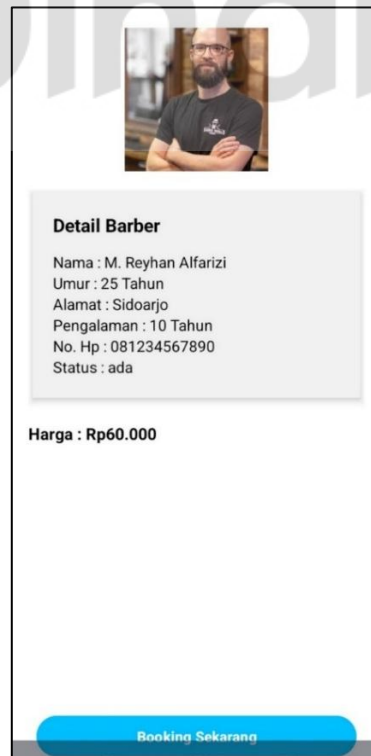 Detail Barber
Nama : M. Reyhan Alfarizi
Umur : 25 Tahun
Alamat : Sidoarjo
Pengalaman : 10 Tahun
No. Hp : 081234567890
Status : ada
Harga : Rp60.000
Booking Sekarang